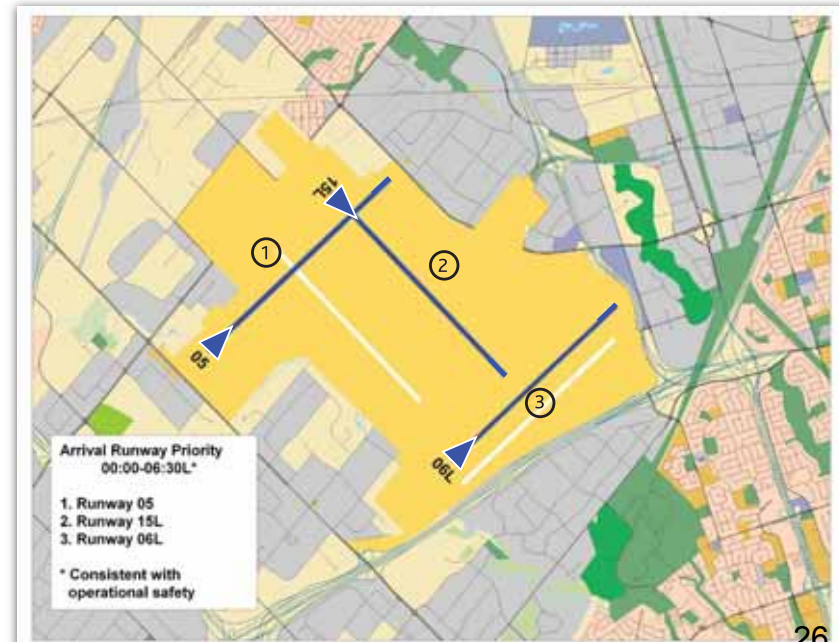 15L
1
2
05
3
06L
Arrival Runway Priority
00:00-06:30L*
1. Runway 05
2. Runway 15L
3. Runway 06L
* Consistent with
operational safety
26